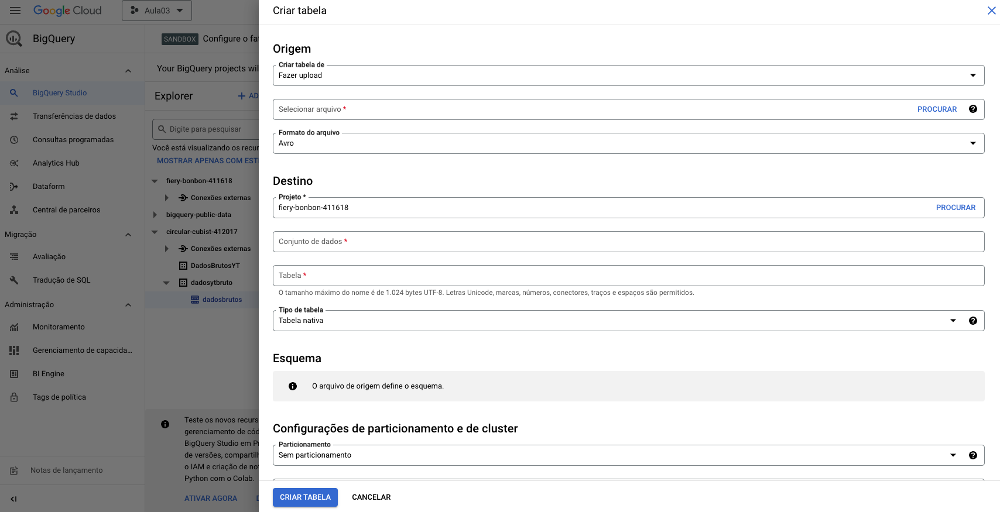 Google Cloud
Aula03
BigQuery
Análise
BigQuery Studio
Transferências de dados
Consultas programadas
Analytics Hub
Dataform
Central de parceiros
Migração
Avaliação
Tradução de SQL
Administração
Monitoramento
Gerenciamento de capacida...
BI Engine
Tags de política
Notas de lançamento
SANDBOX Configure o fa
Your BigQuery projects wil
Explorer + AD
Digite para pesquisar
Você está visualizando os recur
MOSTRAR APENAS COM EST
fiery-bonbon-411618
Conexões externas
bigquery-public-data
circular-cubist-412017
Conexões externas
DadosBrutosYT
dadosytbruto
dadosbrutos
Teste os novos recurs
gerenciamento de cód
BigQuery Studio em P
de versões, compartilh
o IAM e criação de no
Python com o Colab.
ATIVAR AGORA
Criar tabela
Origem
Criar tabela de
Fazer upload
Selecionar arquivo * PROCURAR
Formato do arquivo
Avro
Destino
Projeto *
fiery-bonbon-411618 PROCURAR
Conjunto de dados *
Tabela *
O tamanho máximo do nome é de 1.024 bytes UTF-8. Letras Unicode, marcas, números, conectores, traços e espaços são permitidos.
Tipo de tabela
Tabela nativa
Esquema
O arquivo de origem define o esquema.
Configurações de particionamento e de cluster
Particionamento
Sem particionamento
CRIAR TABELA CANCELAR